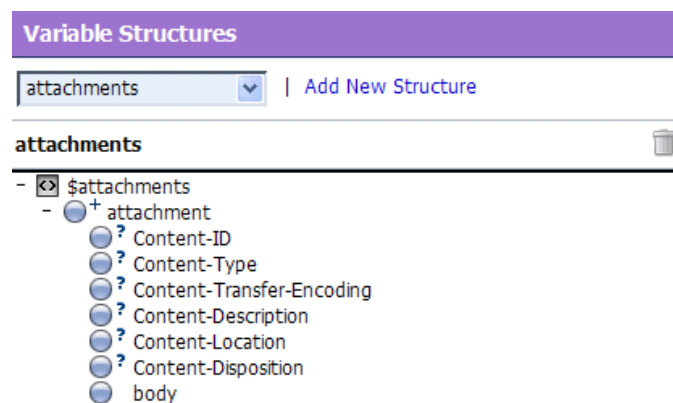 Variable Structures
attachments | Add New Structure
attachments
- <> $attachments
- + attachment
? Content-ID
? Content-Type
? Content-Transfer-Encoding
? Content-Description
? Content-Location
? Content-Disposition
body